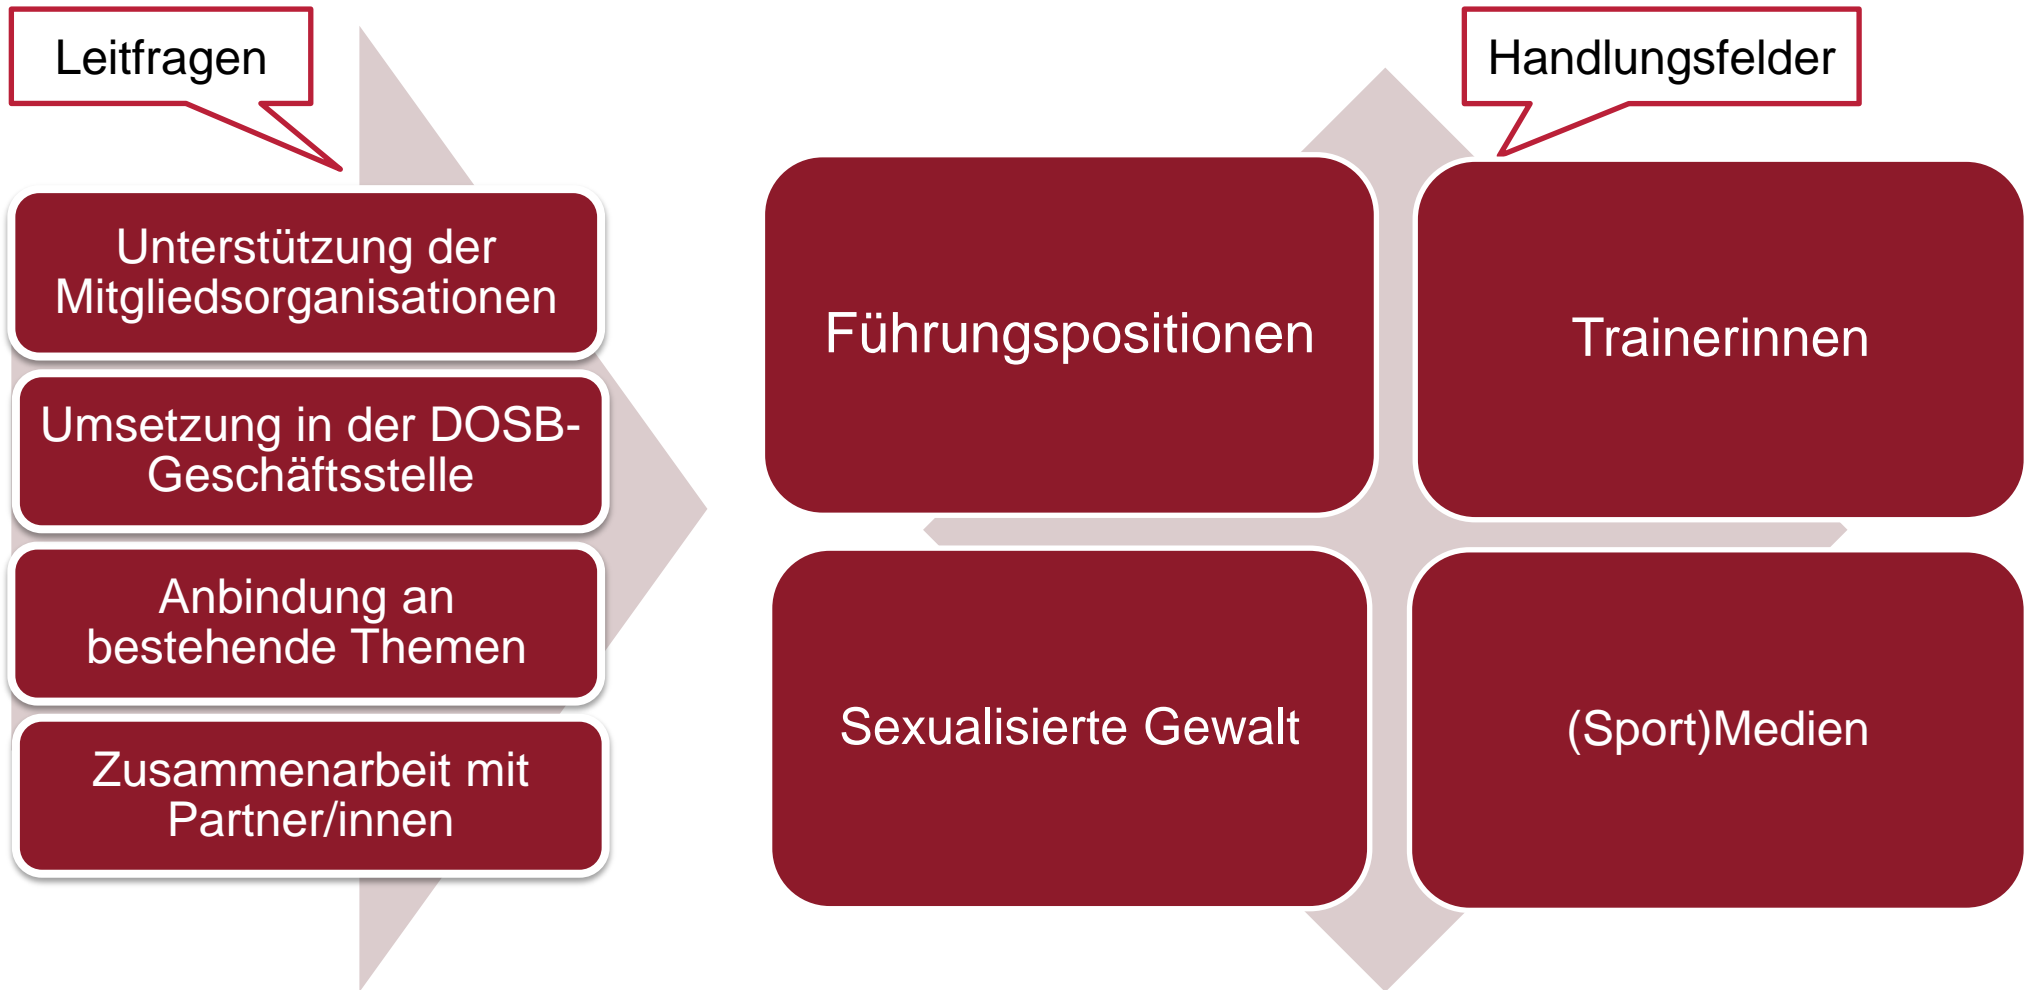 Leitfragen
Unterstützung der
Mitgliedsorganisationen
Umsetzung in der DOSB-
Geschäftsstelle
Anbindung an
bestehende Themen
Zusammenarbeit mit
Partner/innen
Handlungsfelder
Führungspositionen
Trainerinnen
Sexualisierte Gewalt
(Sport)Medien